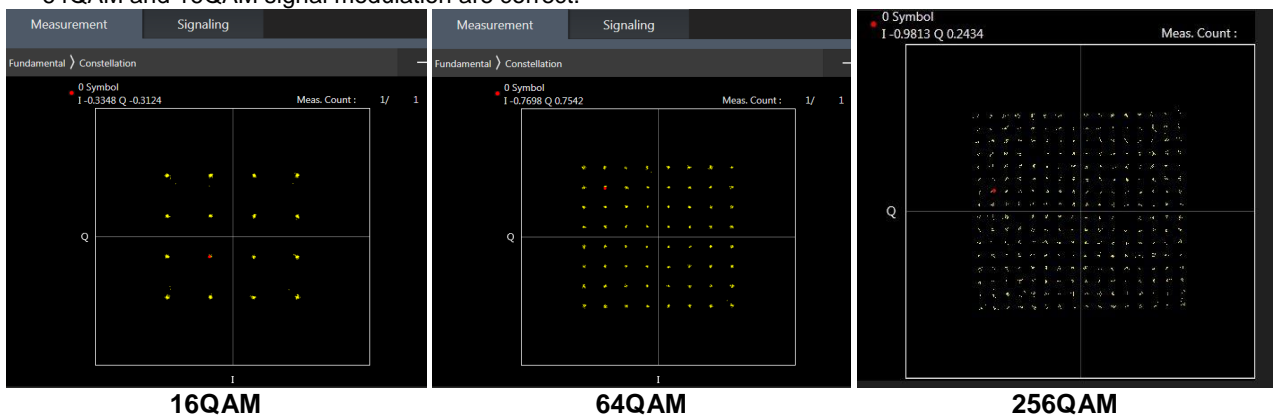 64QAM and 16QAM signal modulation are correct.
Measurement Signaling
Fundamental 〉 Constellation
0 Symbol
I -0.3348 Q -0.3124 Meas. Count : 1/ 1
Q
I
16QAM
Measurement Signaling
Fundamental 〉 Constellation
0 Symbol
I -0.7698 Q 0.7542 Meas. Count : 1/ 1
Q
I
64QAM
0 Symbol
I -0.9813 Q 0.2434 Meas. Count :
Q
256QAM